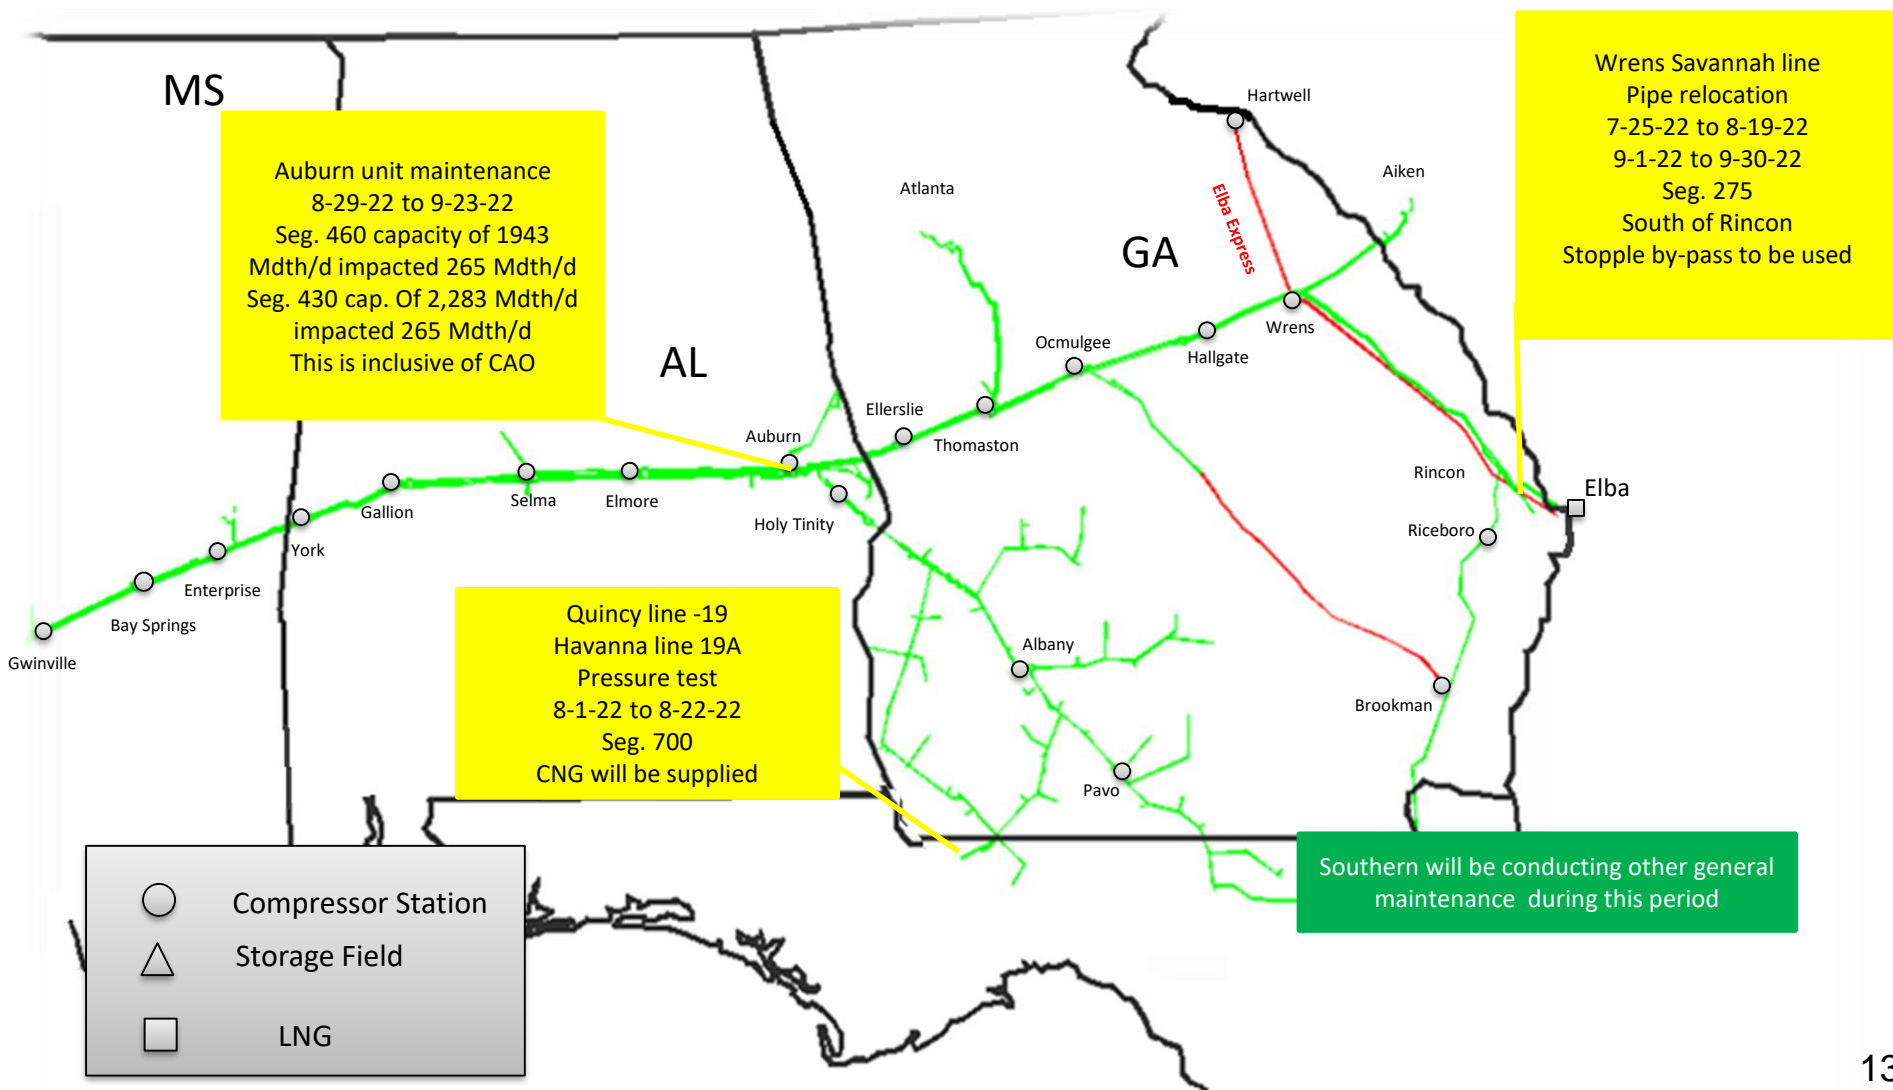 MS
Auburn unit maintenance
8-29-22 to 9-23-22
Seg. 460 capacity of 1943
Mdth/d impacted 265 Mdth/d
Seg. 430 cap. Of 2,283 Mdth/d
impacted 265 Mdth/d
This is inclusive of CAO
Wrens Savannah line
Pipe relocation
7-25-22 to 8-19-22
9-1-22 to 9-30-22
Seg. 275
South of Rincon
Stopple by-pass to be used
Hartwell
Aiken
Atlanta
Elba Express
GA
Wrens
Hallgate
Ocmulgee
AL
Ellerslie
Thomaston
Auburn
Rincon
Elba
Riceboro
Selma
Elmore
Gallion
Holy Tinity
York
Enterprise
Bay Springs
Gwinville
Quincy line -19
Havanna line 19A
Pressure test
8-1-22 to 8-22-22
Seg. 700
CNG will be supplied
Albany
Brookman
Pavo
Southern will be conducting other general
maintenance during this period
Compressor Station
Storage Field
LNG
13